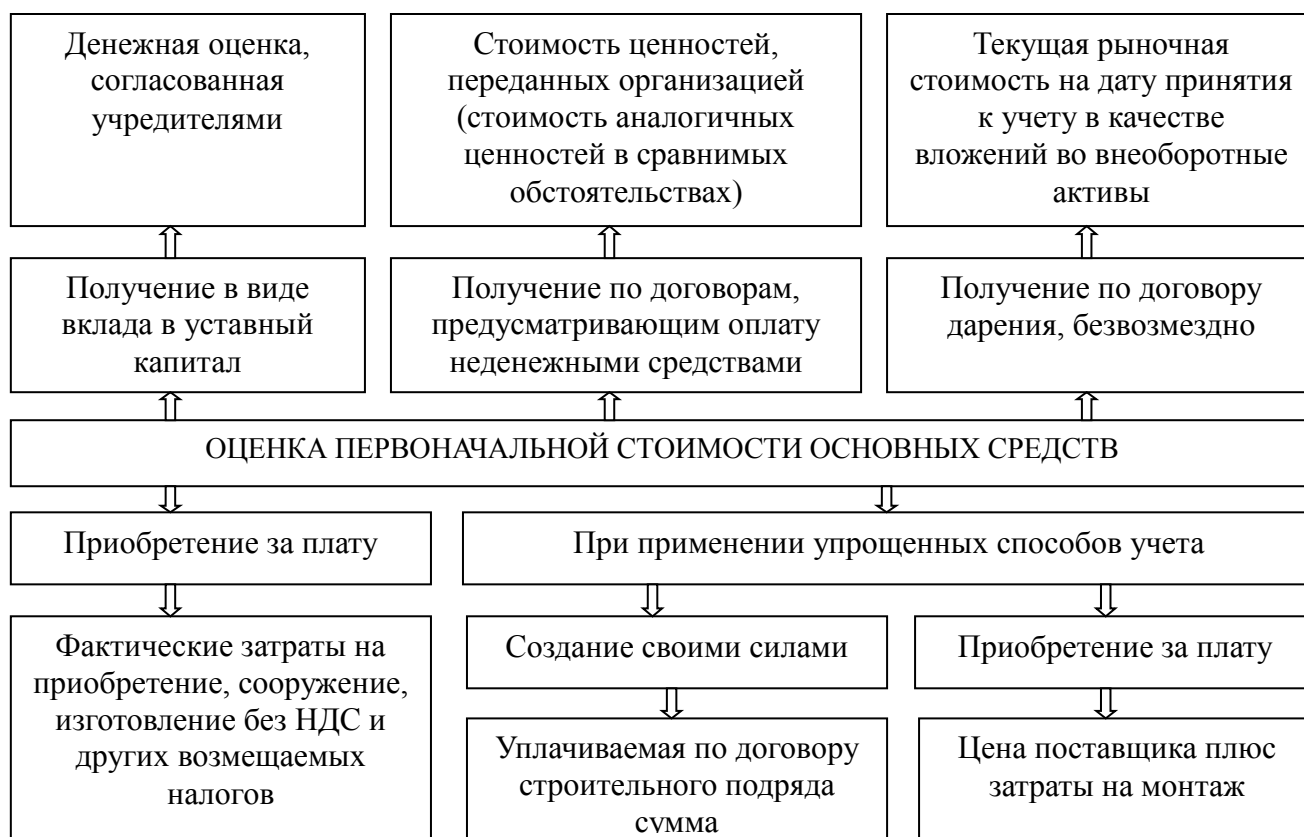 Денежная оценка,
согласованная
учредителями
Стоимость ценностей,
переданных организацией
(стоимость аналогичных
ценностей в сравнимых
обстоятельствах)
Текущая рыночная
стоимость на дату принятия
к учету в качестве
вложений во внеоборотные
активы
Получение в виде
вклада в уставный
капитал
Получение по договорам,
предусматривающим оплату
неденежными средствами
Получение по договору
дарения, безвозмездно
ОЦЕНКА ПЕРВОНАЧАЛЬНОЙ СТОИМОСТИ ОСНОВНЫХ СРЕДСТВ
Приобретение за плату
При применении упрощенных способов учета
Фактические затраты на
приобретение, сооружение,
изготовление без НДС и
других возмещаемых
налогов
Создание своими силами
Приобретение за плату
Уплачиваемая по договору
строительного подряда
сумма
Цена поставщика плюс
затраты на монтаж